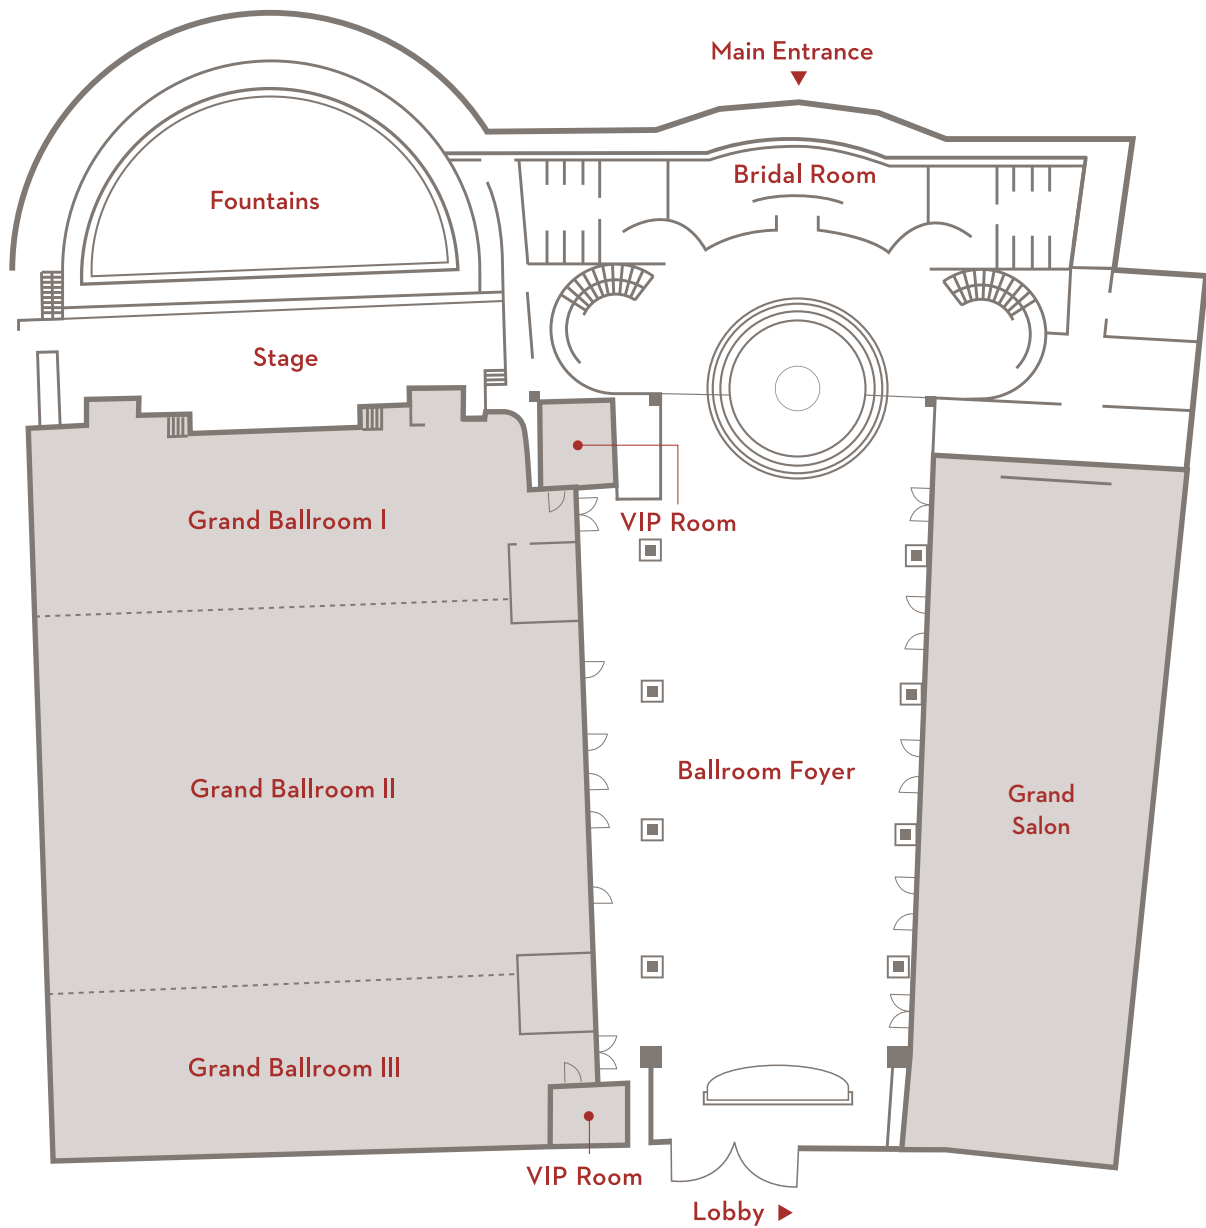 Main Entrance
Bridal Room
Fountains
Stage
Grand Ballroom I
VIP Room
Grand Ballroom II
Ballroom Foyer
Grand
Salon
Grand Ballroom III
VIP Room
Lobby